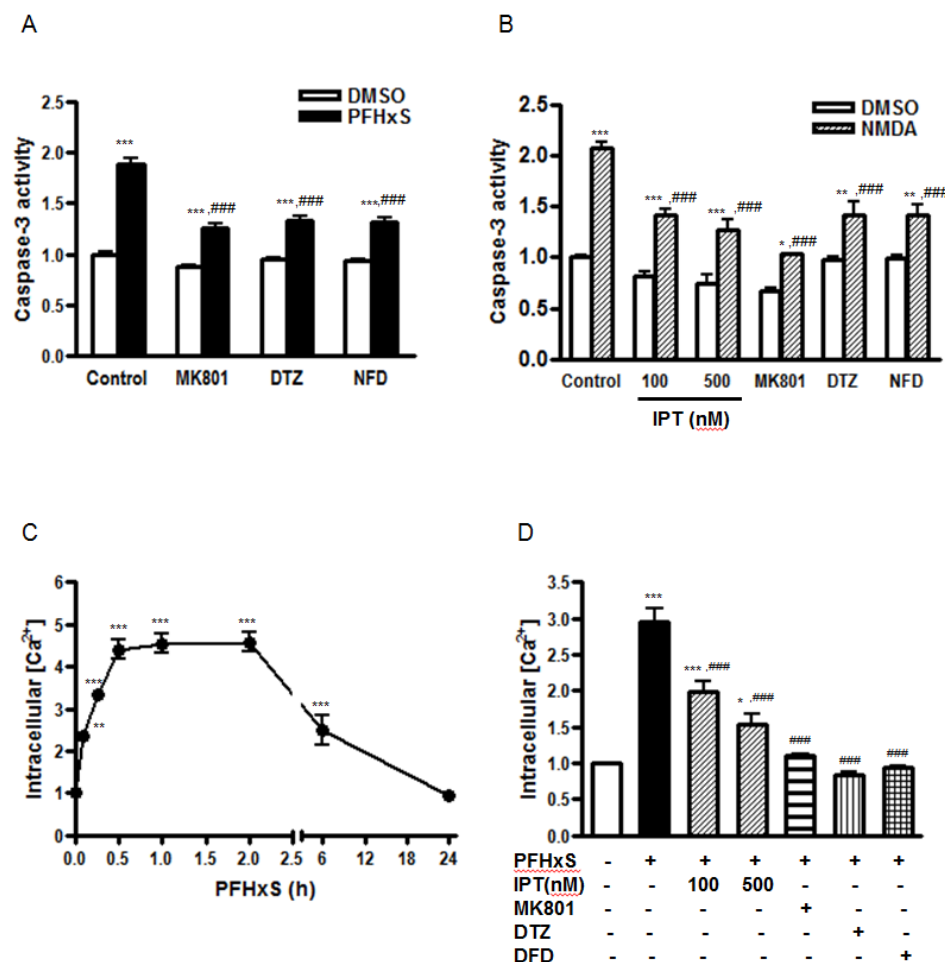 A
DMSO
PFHxS
Caspase-3 activity
2.5
2.0
1.5
1.0
0.5
0.0
***
***,###
***,###
***,###
Control MK801 DTZ NFD
B
DMSO
NMDA
Caspase-3 activity
2.5
2.0
1.5
1.0
0.5
0.0
***
***,###
***,###
*,###
**,###
**,###
Control 100 500 MK801 DTZ NFD
IPT (nM)
C
Intracellular [Ca2+]
6
5
4
3
2
1
0
***
***
***
***
**
***
0.0 0.5 1.0 1.5 2.0 2.5 6 12 18 24
PFHxS (h)
D
Intracellular [Ca2+]
3.5
3.0
2.5
2.0
1.5
1.0
0.5
0.0
***
***,###
*,###
###
###
###
PFHxS - + + + + + +
IPT(nM) - - 100 500 - - -
MK801 - - - - + - -
DTZ - - - - - + -
DFD - - - - - - +